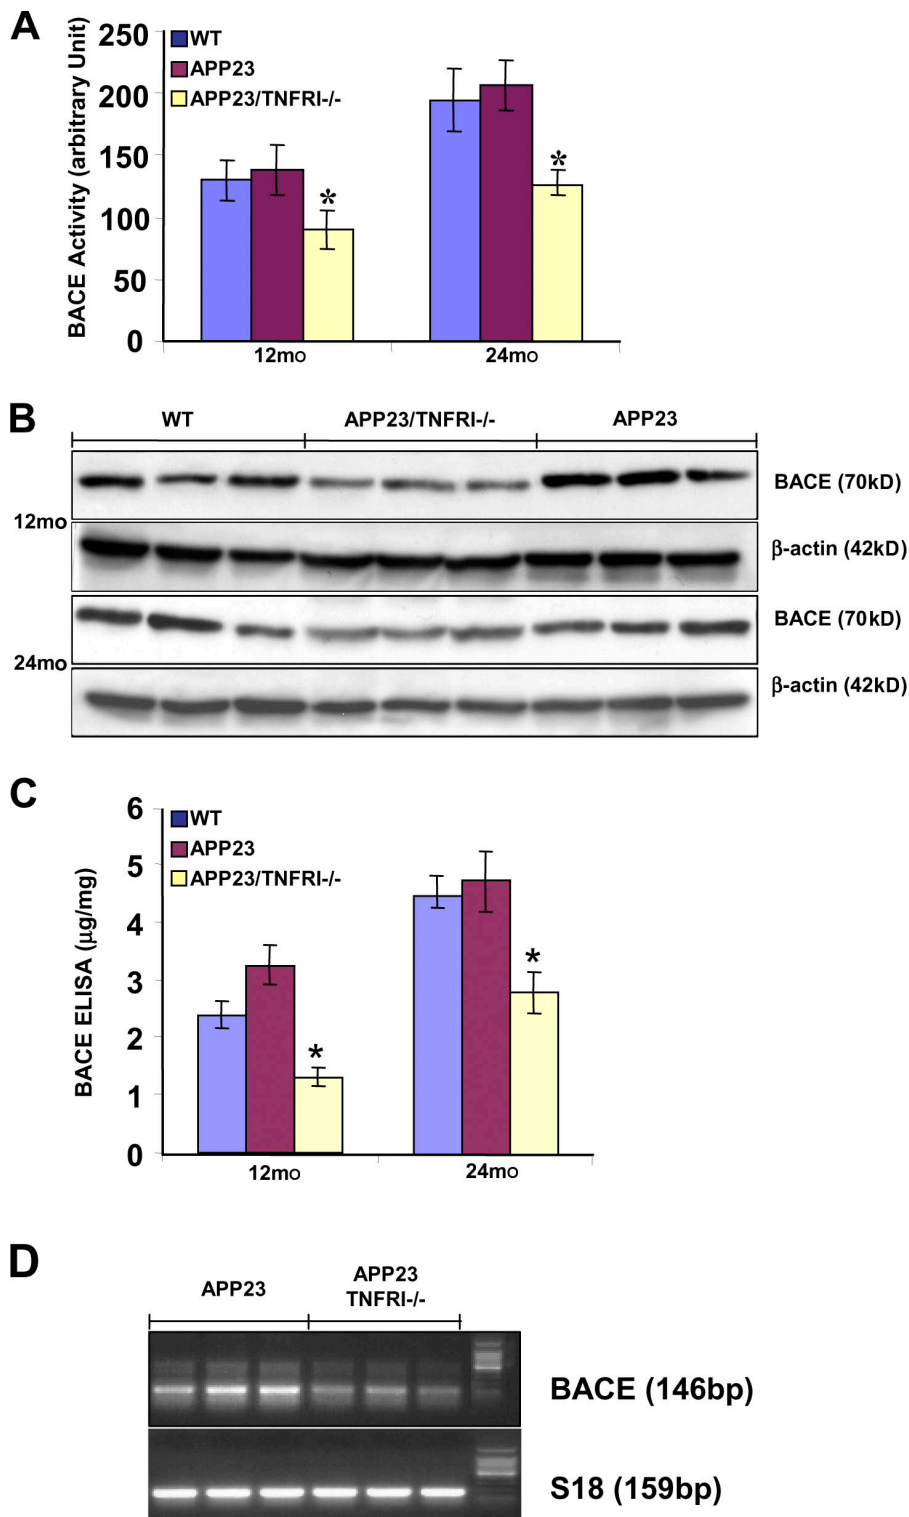 A
BACE Activity (arbitrary Unit)
250
200
150
100
50
0
WT
APP23
APP23/TNFRI-/-
*
*
12mo
24mo
B
WT
APP23/TNFRI-/-
APP23
BACE (70kD)
12mo
β-actin (42kD)
BACE (70kD)
24mo
β-actin (42kD)
C
BACE ELISA (μg/mg)
6
5
4
3
2
1
0
WT
APP23
APP23/TNFRI-/-
*
*
12mo
24mo
D
APP23
APP23
TNFRI-/-
BACE (146bp)
S18 (159bp)